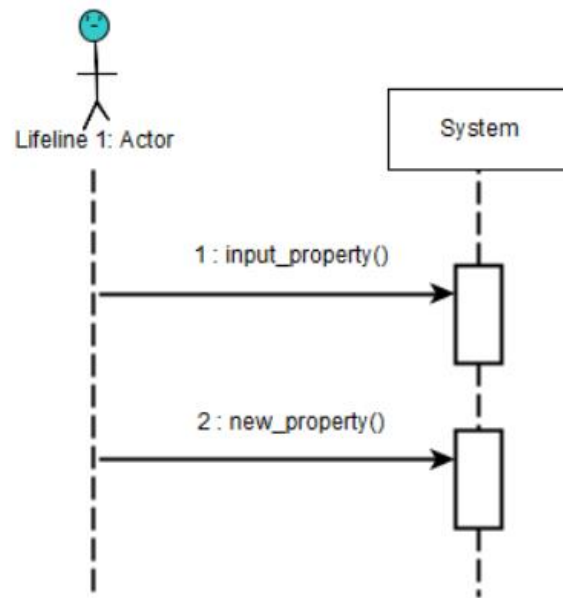 Lifeline 1: Actor
System
1 : input_property()
2 : new_property()